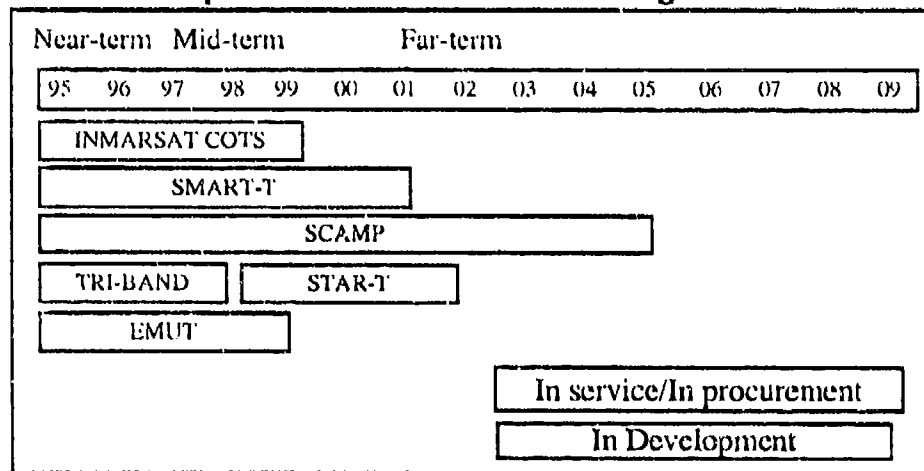 Near-term Mid-term Far-term
95 96 97 98 99 00 01 02 03 04 05 06 07 08 09
INMARSAT COTS
SMART-T
SCAMP
TRI-BAND STAR-T
EMUT
In service/In procurement
In Development